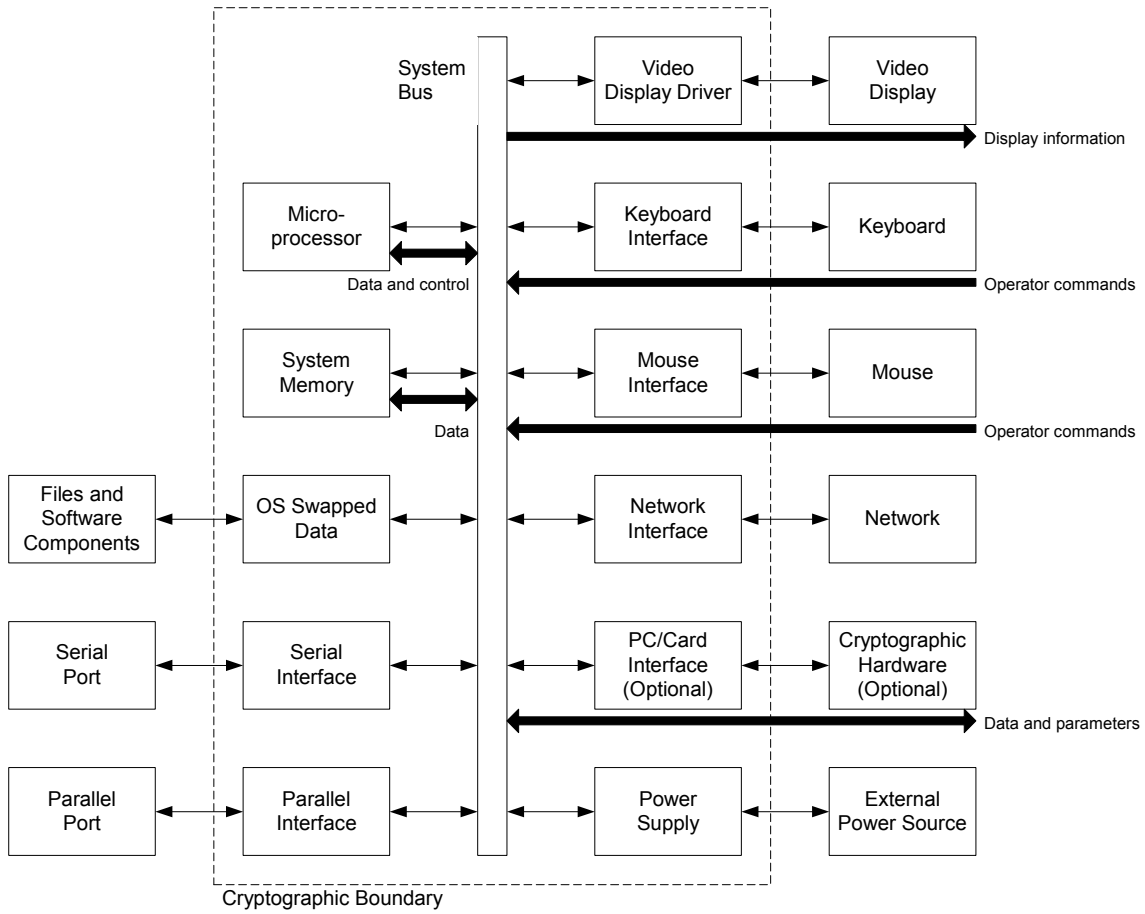 System
Bus
Video
Display Driver
Video
Display
Display information
Micro-
processor
Keyboard
Interface
Keyboard
Data and control
Operator commands
System
Memory
Mouse
Interface
Mouse
Data
Operator commands
Files and
Software
Components
OS Swapped
Data
Network
Interface
Network
Serial
Port
Serial
Interface
PC/Card
Interface
(Optional)
Cryptographic
Hardware
(Optional)
Data and parameters
Parallel
Port
Parallel
Interface
Power
Supply
External
Power Source
Cryptographic Boundary